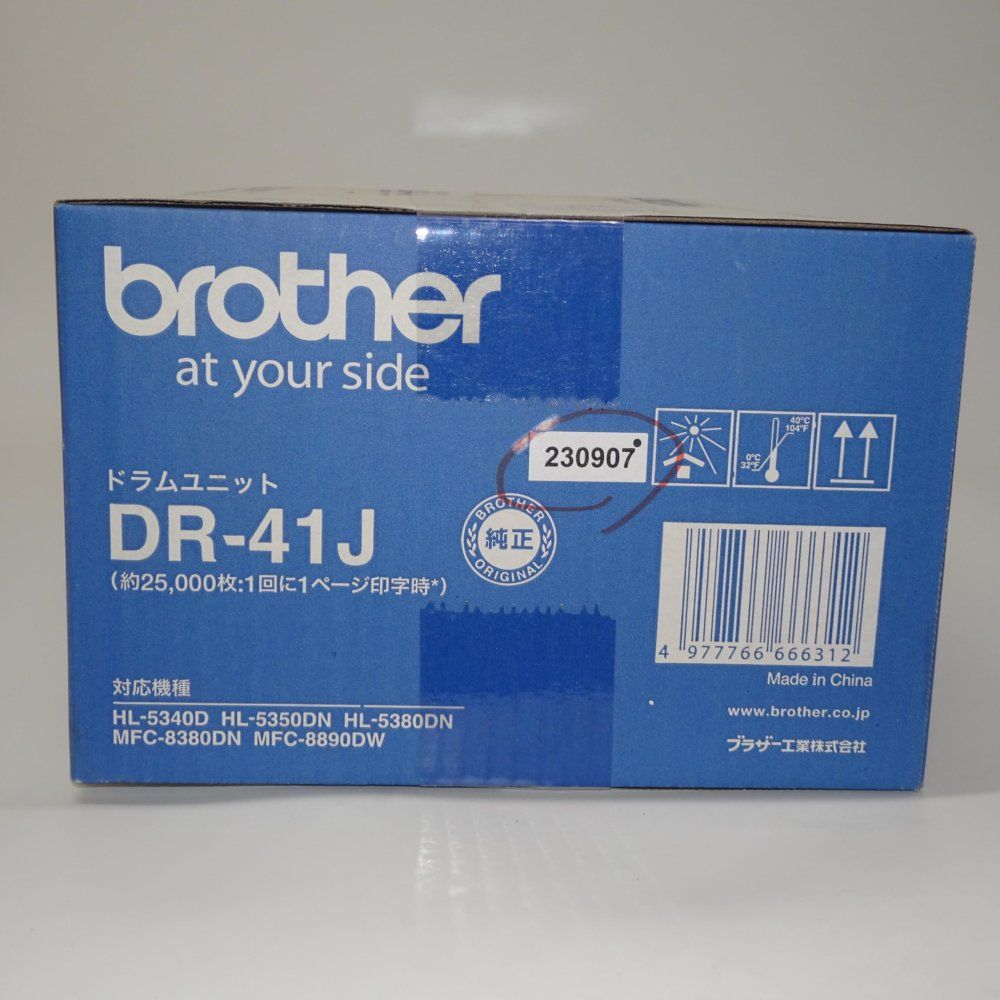 brother
at your side
230907
40°C
104°F
0°C
32°F
ドラムユニット
DR-41J
(約25,000枚:1回に1ページ印字時*)
BROTHER
純正
ORIGINAL
4 977766 666312
Made in China
対応機種
HL-5340D HL-5350DN HL-5380DN
MFC-8380DN MFC-8890DW
www.brother.co.jp
ブラザー工業株式会社